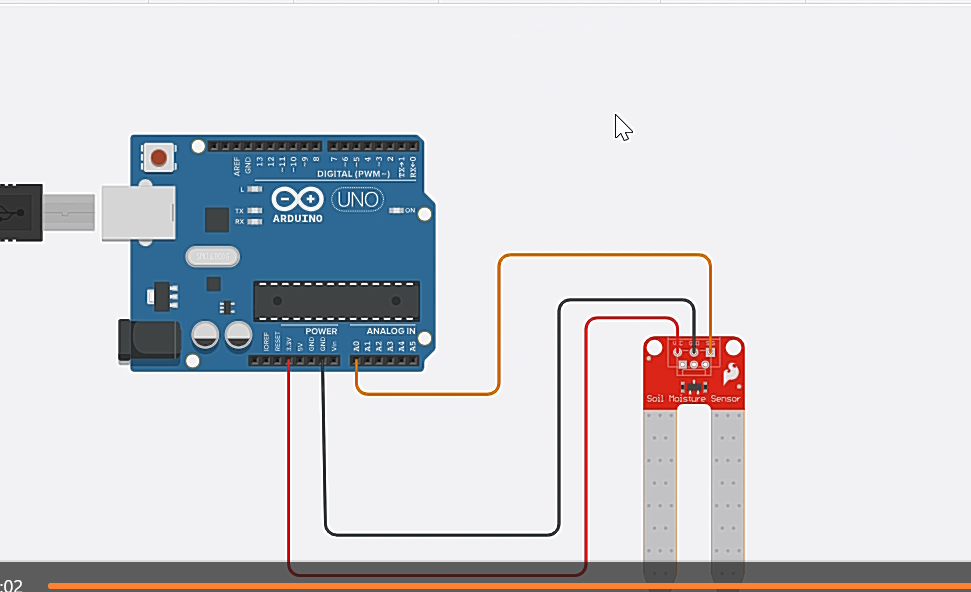 AREF
GND
13
12
~11
~10
~9
8
7
~6
~5
4
~3
2
TX→1
RX←0
DIGITAL (PWM~)
L
TX
RX
UNO
ARDUINO
ON
POWER
ANALOG IN
IOREF
RESET
3.3V
5V
GND
GND
Vin
A0
A1
A2
A3
A4
A5
Soil Moisture Sensor
:02